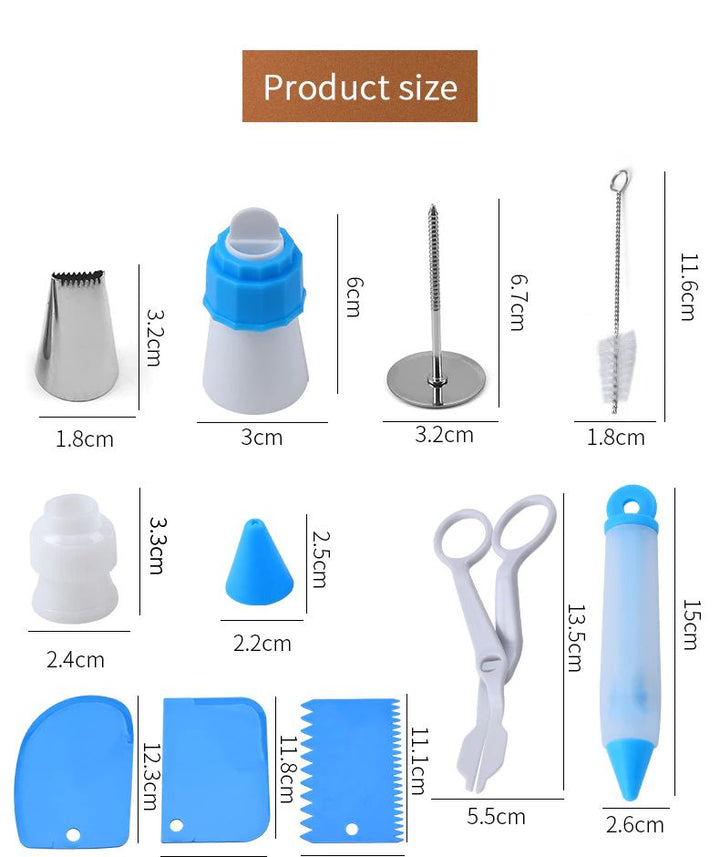 Product size
3.2cm
1.8cm
6cm
3cm
6.7cm
3.2cm
11.6cm
1.8cm
3.3cm
2.4cm
2.5cm
2.2cm
13.5cm
5.5cm
15cm
2.6cm
12.3cm
11.8cm
11.1cm